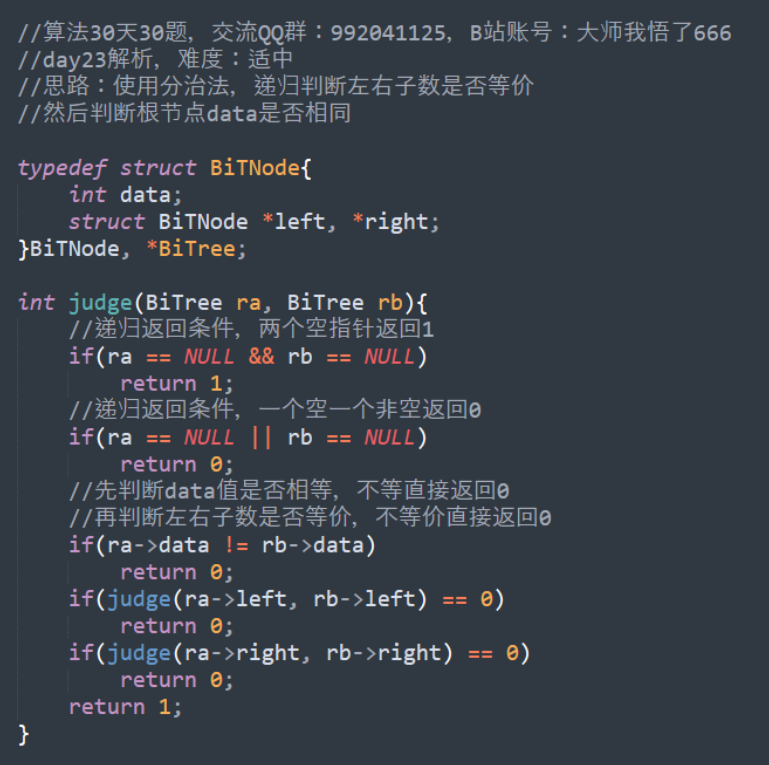 //算法30天30题, 交流QQ群：992041125, B站账号：大师我悟了666
//day23解析, 难度：适中
//思路：使用分治法, 递归判断左右子数是否等价
//然后判断根节点data是否相同
typedef struct BiTNode{
    int data;
    struct BiTNode *left, *right;
}BiTNode, *BiTree;
int judge(BiTree ra, BiTree rb){
    //递归返回条件, 两个空指针返回1
    if(ra == NULL && rb == NULL)
        return 1;
    //递归返回条件, 一个空一个非空返回0
    if(ra == NULL || rb == NULL)
        return 0;
    //先判断data值是否相等, 不等直接返回0
    //再判断左右子数是否等价, 不等价直接返回0
    if(ra->data != rb->data)
        return 0;
    if(judge(ra->left, rb->left) == 0)
        return 0;
    if(judge(ra->right, rb->right) == 0)
        return 0;
    return 1;
}